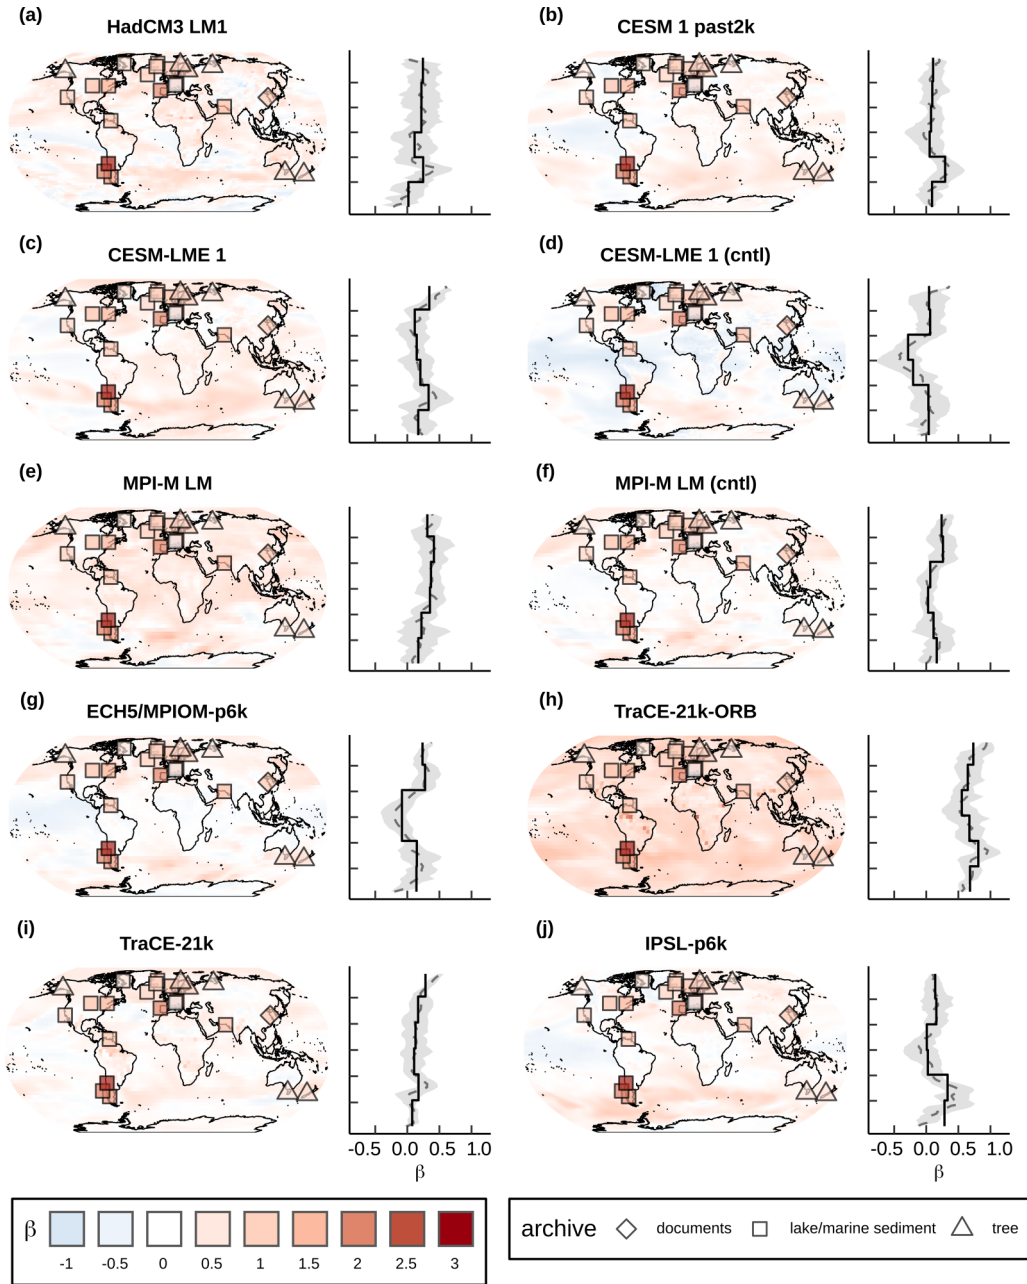 (a)
HadCM3 LM1
(b)
CESM 1 past2k
(c)
CESM-LME 1
(d)
CESM-LME 1 (cntl)
(e)
MPI-M LM
(f)
MPI-M LM (cntl)
(g)
ECH5/MPIOM-p6k
(h)
TraCE-21k-ORB
(i)
TraCE-21k
(j)
IPSL-p6k
-0.5 0.0 0.5 1.0
β
-0.5 0.0 0.5 1.0
β
β
-1 -0.5 0 0.5 1 1.5 2 2.5 3
archive documents lake/marine sediment tree